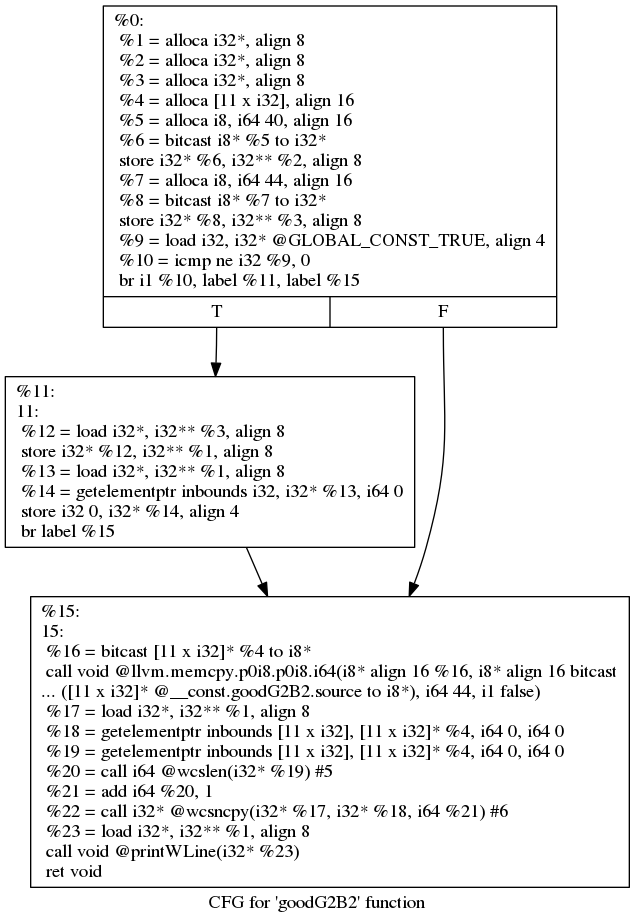 %0:
%1 = alloca i32*, align 8
%2 = alloca i32*, align 8
%3 = alloca i32*, align 8
%4 = alloca [11 x i32], align 16
%5 = alloca i8, i64 40, align 16
%6 = bitcast i8* %5 to i32*
store i32* %6, i32** %2, align 8
%7 = alloca i8, i64 44, align 16
%8 = bitcast i8* %7 to i32*
store i32* %8, i32** %3, align 8
%9 = load i32, i32* @GLOBAL_CONST_TRUE, align 4
%10 = icmp ne i32 %9, 0
br i1 %10, label %11, label %15
T F
%11:
11:
%12 = load i32*, i32** %3, align 8
store i32* %12, i32** %1, align 8
%13 = load i32*, i32** %1, align 8
%14 = getelementptr inbounds i32, i32* %13, i64 0
store i32 0, i32* %14, align 4
br label %15
%15:
15:
%16 = bitcast [11 x i32]* %4 to i8*
call void @llvm.memcpy.p0i8.p0i8.i64(i8* align 16 %16, i8* align 16 bitcast
... ([11 x i32]* @__const.goodG2B2.source to i8*), i64 44, i1 false)
%17 = load i32*, i32** %1, align 8
%18 = getelementptr inbounds [11 x i32], [11 x i32]* %4, i64 0, i64 0
%19 = getelementptr inbounds [11 x i32], [11 x i32]* %4, i64 0, i64 0
%20 = call i64 @wcslen(i32* %19) #5
%21 = add i64 %20, 1
%22 = call i32* @wcsncpy(i32* %17, i32* %18, i64 %21) #6
%23 = load i32*, i32** %1, align 8
call void @printWLine(i32* %23)
ret void
CFG for 'goodG2B2' function